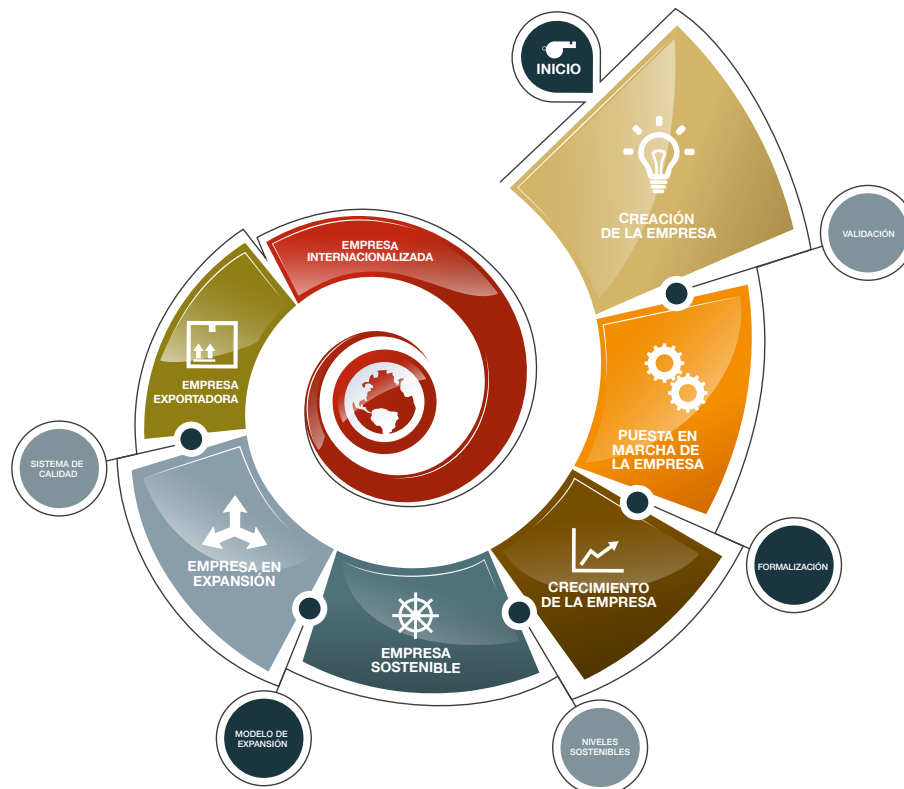 INICIO
CREACIÓN
DE LA EMPRESA
VALIDACIÓN
PUESTA EN
MARCHA DE
LA EMPRESA
FORMALIZACIÓN
CRECIMIENTO
DE LA EMPRESA
NIVELES
SOSTENIBLES
EMPRESA
SOSTENIBLE
MODELO DE
EXPANSIÓN
EMPRESA EN
EXPANSIÓN
SISTEMA DE
CALIDAD
EMPRESA
EXPORTADORA
EMPRESA
INTERNACIONALIZADA